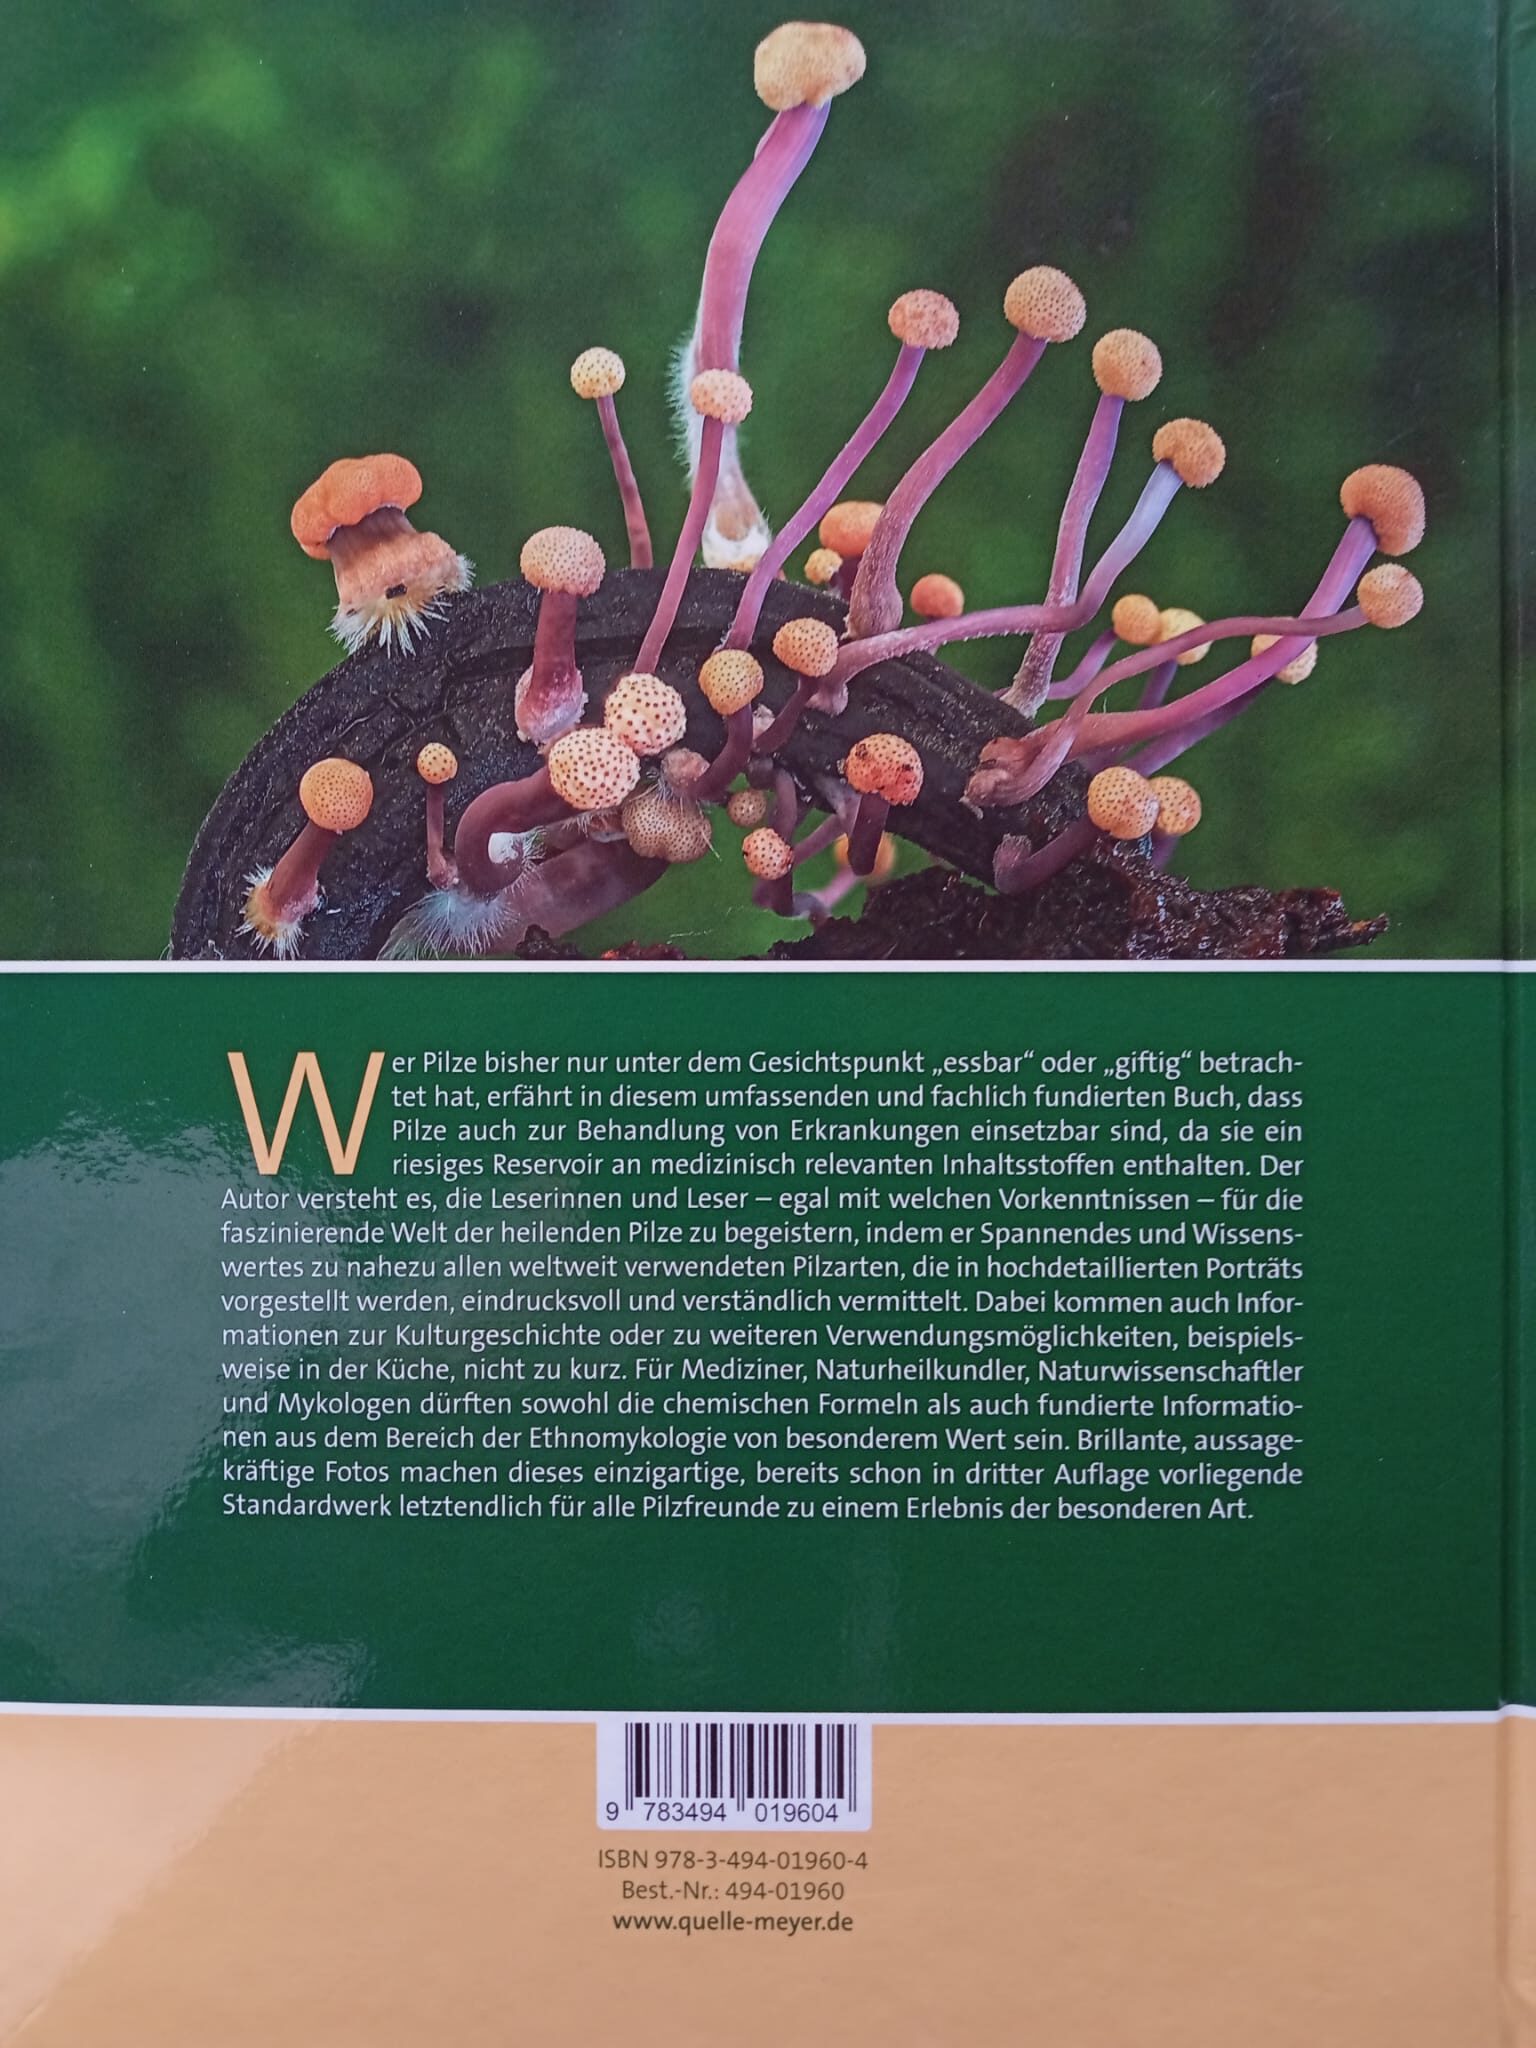 Wer Pilze bisher nur unter dem Gesichtspunkt „essbar“ oder „giftig“ betrach-
tet hat, erfährt in diesem umfassenden und fachlich fundierten Buch, dass
Pilze auch zur Behandlung von Erkrankungen einsetzbar sind, da sie ein
riesiges Reservoir an medizinisch relevanten Inhaltsstoffen enthalten. Der
Autor versteht es, die Leserinnen und Leser – egal mit welchen Vorkenntnissen – für die
faszinierende Welt der heilenden Pilze zu begeistern, indem er Spannendes und Wissens-
wertes zu nahezu allen weltweit verwendeten Pilzarten, die in hochdetaillierten Porträts
vorgestellt werden, eindrucksvoll und verständlich vermittelt. Dabei kommen auch Infor-
mationen zur Kulturgeschichte oder zu weiteren Verwendungsmöglichkeiten, beispiels-
weise in der Küche, nicht zu kurz. Für Mediziner, Naturheilkundler, Naturwissenschaftler
und Mykologen dürften sowohl die chemischen Formeln als auch fundierte Informatio-
nen aus dem Bereich der Ethnomykologie von besonderem Wert sein. Brillante, aussage-
kräftige Fotos machen dieses einzigartige, bereits schon in dritter Auflage vorliegende
Standardwerk letztendlich für alle Pilzfreunde zu einem Erlebnis der besonderen Art.
9 783494 019604
ISBN 978-3-494-01960-4
Best.-Nr.: 494-01960
www.quelle-meyer.de